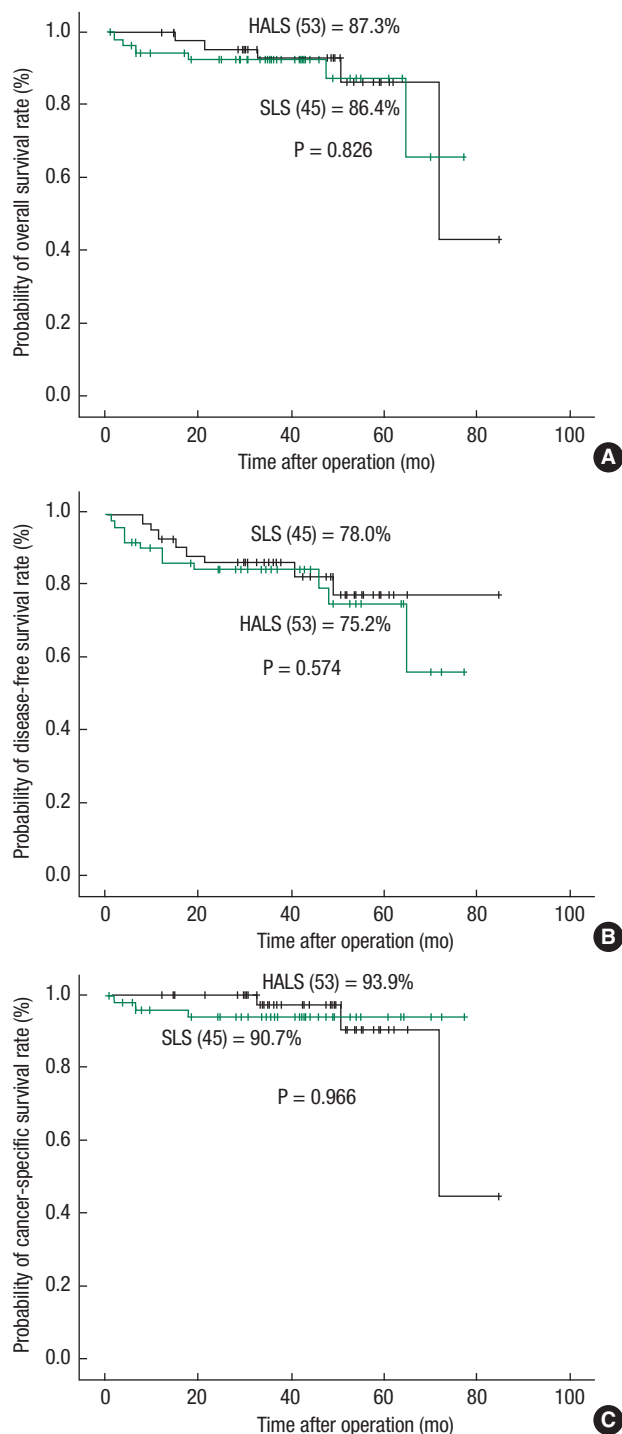 1.0
0.8
0.6
0.4
0.2
0.0
Probability of overall survival rate (%)
HALS (53) = 87.3%
SLS (45) = 86.4%
P = 0.826
0 20 40 60 80 100
Time after operation (mo)
A
1.0
0.8
0.6
0.4
0.2
0.0
Probability of disease-free survival rate (%)
SLS (45) = 78.0%
HALS (53) = 75.2%
P = 0.574
0 20 40 60 80 100
Time after operation (mo)
B
1.0
0.8
0.6
0.4
0.2
0.0
Probability of cancer-specific survival rate (%)
HALS (53) = 93.9%
SLS (45) = 90.7%
P = 0.966
0 20 40 60 80 100
Time after operation (mo)
C